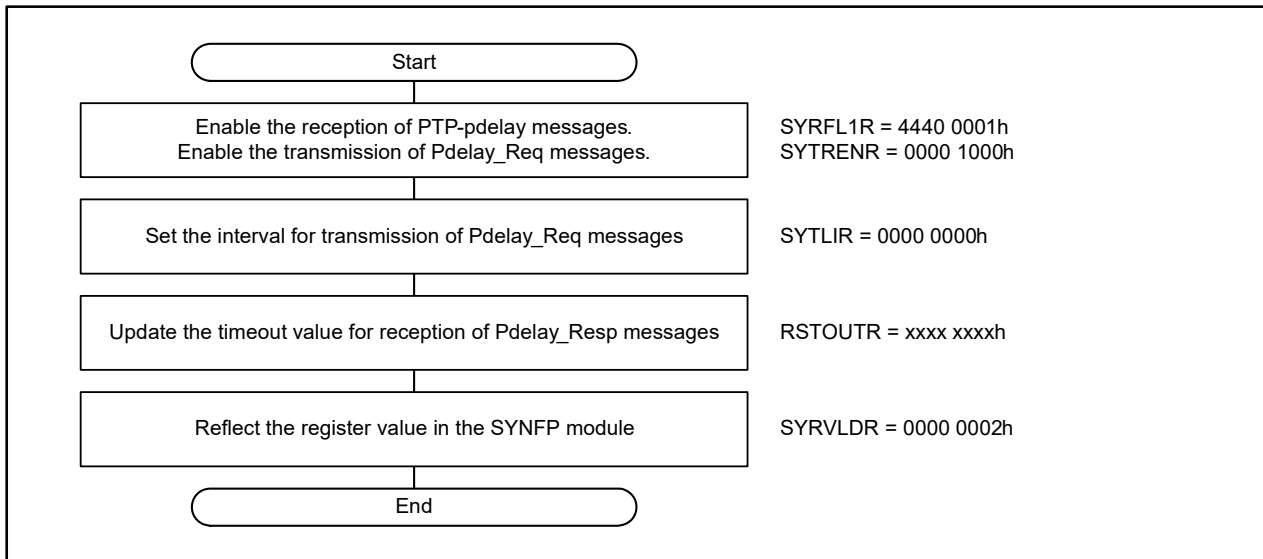 Start
Enable the reception of PTP-pdelay messages.
Enable the transmission of Pdelay_Req messages.
SYRFL1R = 4440 0001h
SYTRENR = 0000 1000h
Set the interval for transmission of Pdelay_Req messages
SYTLIR = 0000 0000h
Update the timeout value for reception of Pdelay_Resp messages
RSTOUTR = xxxx xxxxh
Reflect the register value in the SYNFP module
SYRVLDR = 0000 0002h
End